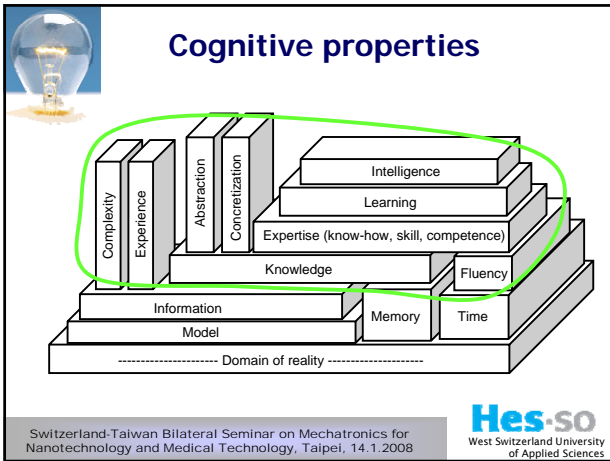 Cognitive properties
Complexity
Experience
Abstraction
Concretization
Intelligence
Learning
Expertise (know-how, skill, competence)
Knowledge
Fluency
Information
Memory
Time
Model
---------------------- Domain of reality ---------------------
Switzerland-Taiwan Bilateral Seminar on Mechatronics for
Nanotechnology and Medical Technology, Taipei, 14.1.2008
Hes·so
West Switzerland University
of Applied Sciences